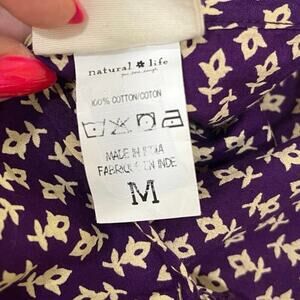 natural life
100% COTTON/COTON
MADE IN INDIA
FABRIQUÉ EN INDE
M